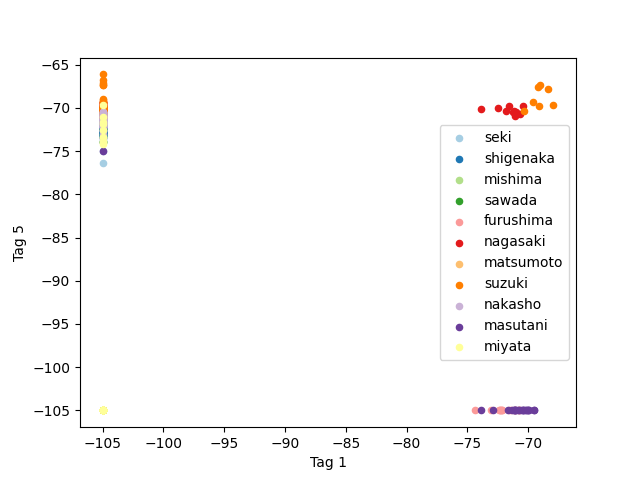 −65
−70
−75
−80
−85
−90
−95
−100
−105
Tag 5
seki
shigenaka
mishima
sawada
furushima
nagasaki
matsumoto
suzuki
nakasho
masutani
miyata
−105 −100 −95 −90 −85 −80 −75 −70
Tag 1